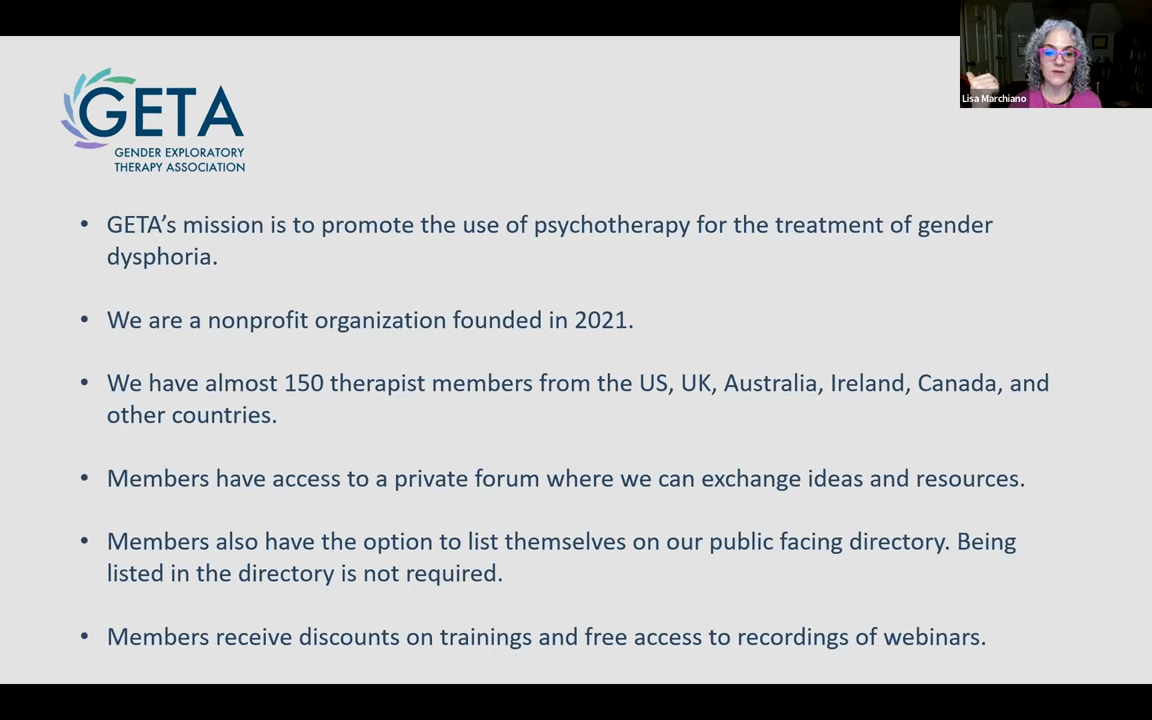 Lisa Marchiano
GETA
GENDER EXPLORATORY
THERAPY ASSOCIATION
• GETA’s mission is to promote the use of psychotherapy for the treatment of gender
dysphoria.
• We are a nonprofit organization founded in 2021.
• We have almost 150 therapist members from the US, UK, Australia, Ireland, Canada, and
other countries.
• Members have access to a private forum where we can exchange ideas and resources.
• Members also have the option to list themselves on our public facing directory. Being
listed in the directory is not required.
• Members receive discounts on trainings and free access to recordings of webinars.